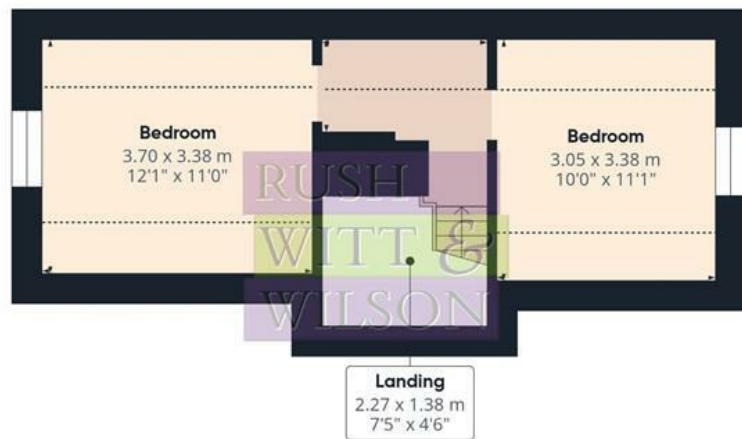 Bedroom
3.70 x 3.38 m
12'1" x 11'0"
Bedroom
3.05 x 3.38 m
10'0" x 11'1"
RUSH
WITT &
WILSON
Landing
2.27 x 1.38 m
7'5" x 4'6"